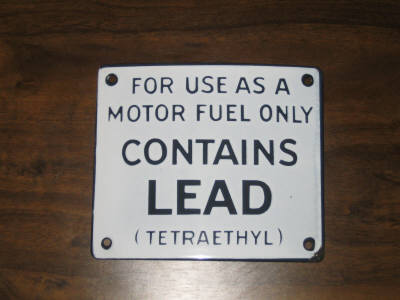 FOR USE AS A
MOTOR FUEL ONLY
CONTAINS
LEAD
(TETRAETHYL)